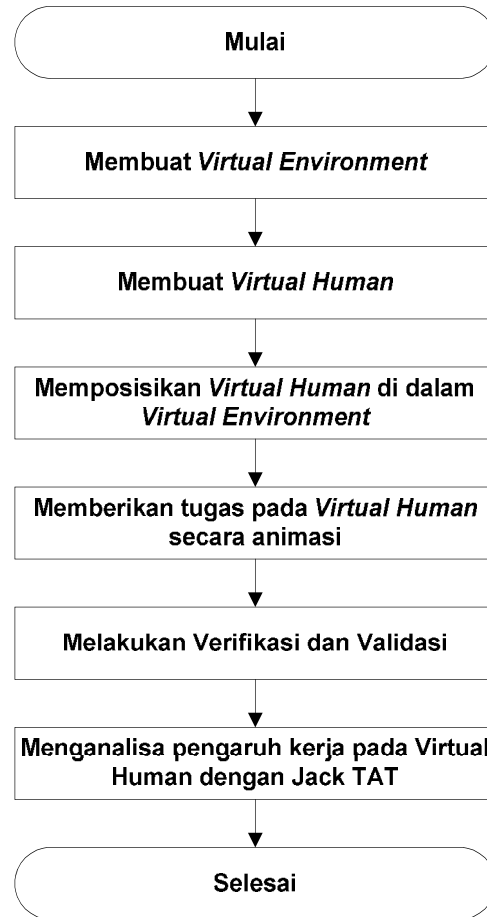 Mulai
Membuat Virtual Environment
Membuat Virtual Human
Memposisikan Virtual Human di dalam
Virtual Environment
Memberikan tugas pada Virtual Human
secara animasi
Melakukan Verifikasi dan Validasi
Menganalisa pengaruh kerja pada Virtual
Human dengan Jack TAT
Selesai